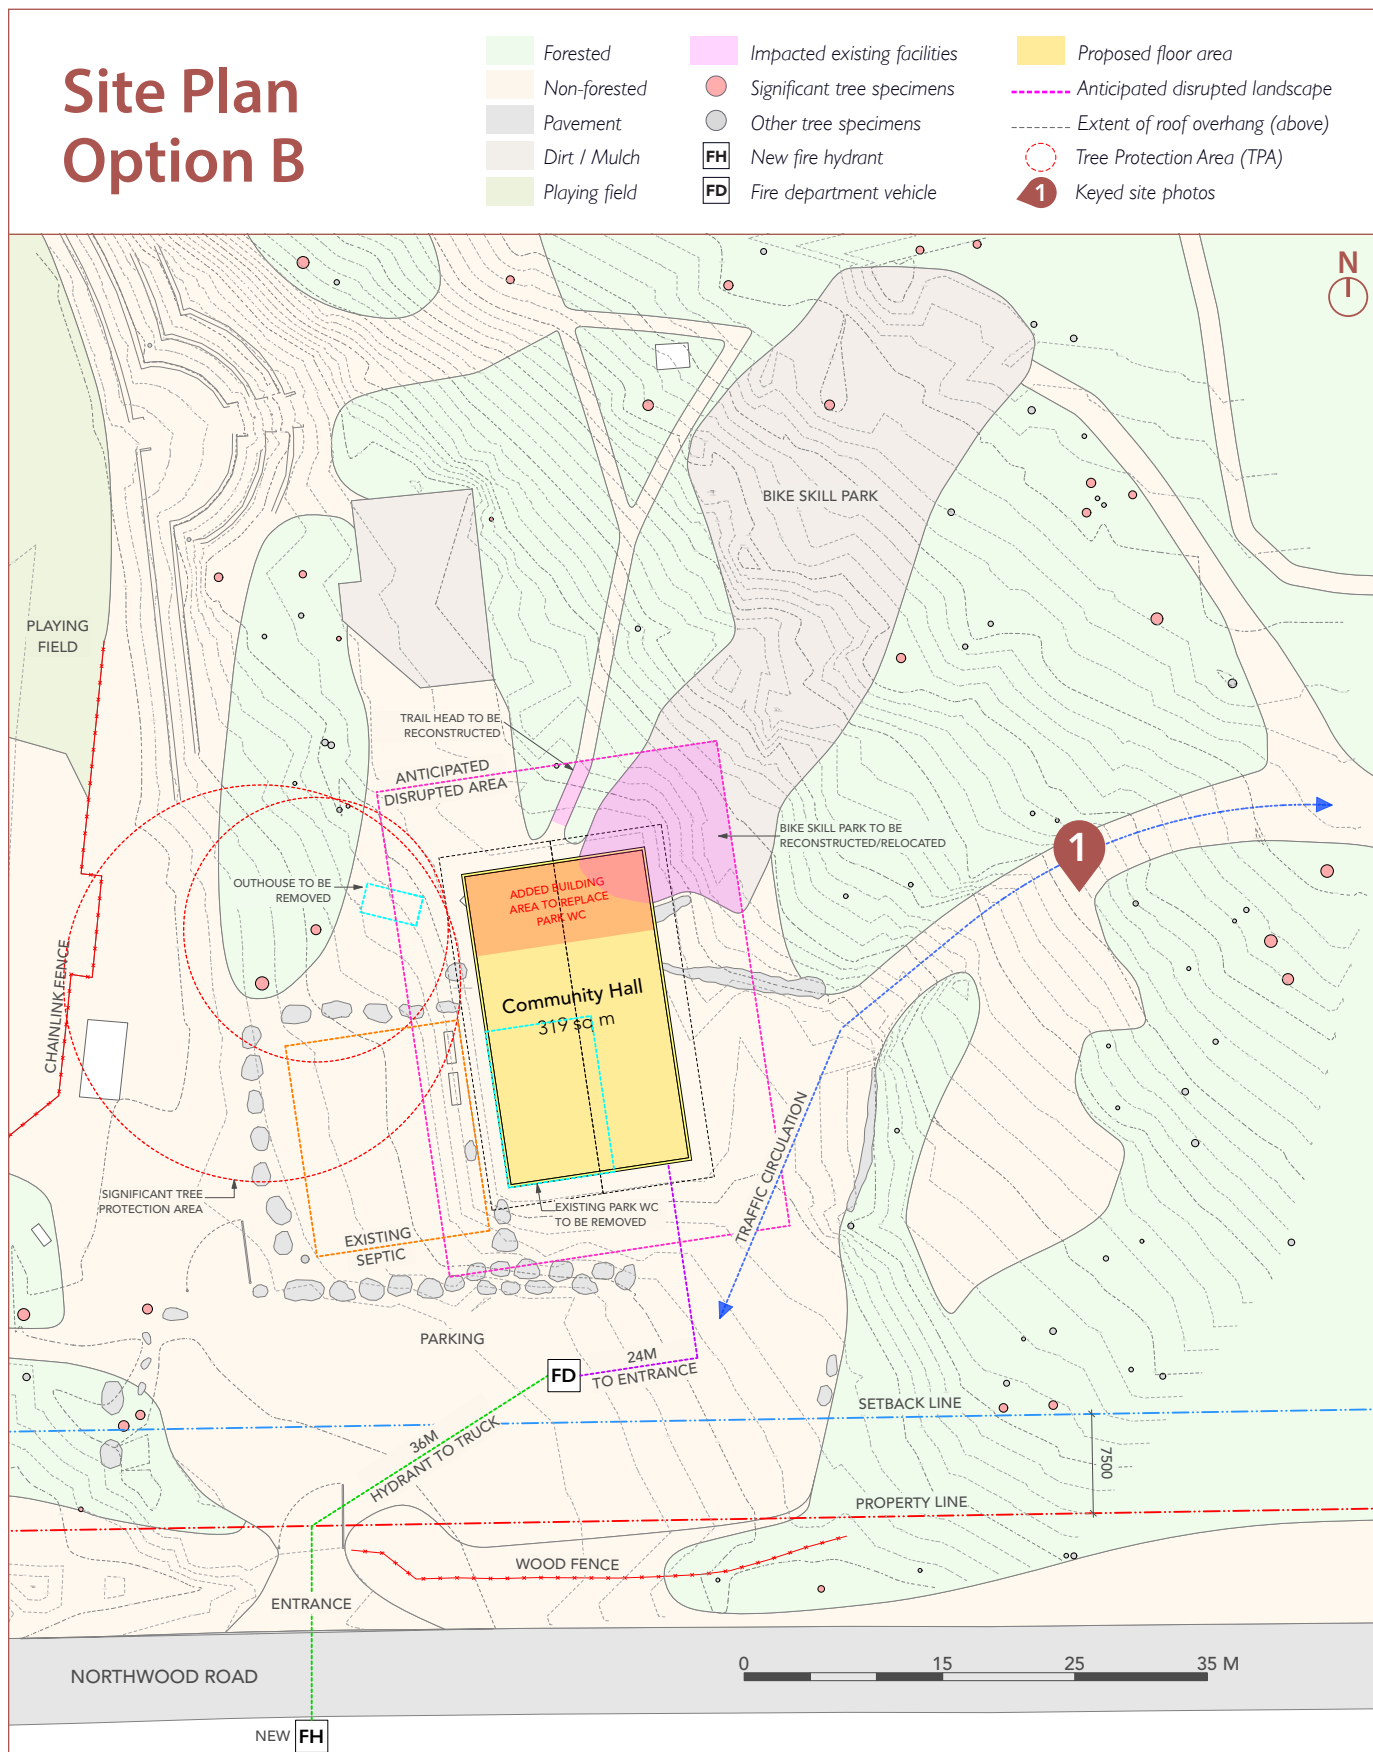 Site Plan
Option B
Forested
Non-forested
Pavement
Dirt / Mulch
Playing field
Impacted existing facilities
Significant tree specimens
Other tree specimens
FH New fire hydrant
FD Fire department vehicle
Proposed floor area
Anticipated disrupted landscape
Extent of roof overhang (above)
Tree Protection Area (TPA)
1 Keyed site photos
N
BIKE SKILL PARK
PLAYING
FIELD
TRAIL HEAD TO BE
RECONSTRUCTED
ANTICIPATED
DISRUPTED AREA
BIKE SKILL PARK TO BE
RECONSTRUCTED/RELOCATED
1
OUTHOUSE TO BE
REMOVED
ADDED BUILDING
AREA TO REPLACE
PARK WC
CHAINLINK FENCE
Community Hall
319 sq m
TRAFFIC CIRCULATION
SIGNIFICANT TREE
PROTECTION AREA
EXISTING PARK WC
TO BE REMOVED
EXISTING
SEPTIC
PARKING
FD
24M
TO ENTRANCE
SETBACK LINE
36M
HYDRANT TO TRUCK
7500
PROPERTY LINE
WOOD FENCE
ENTRANCE
NORTHWOOD ROAD
0 15 25 35 M
NEW FH